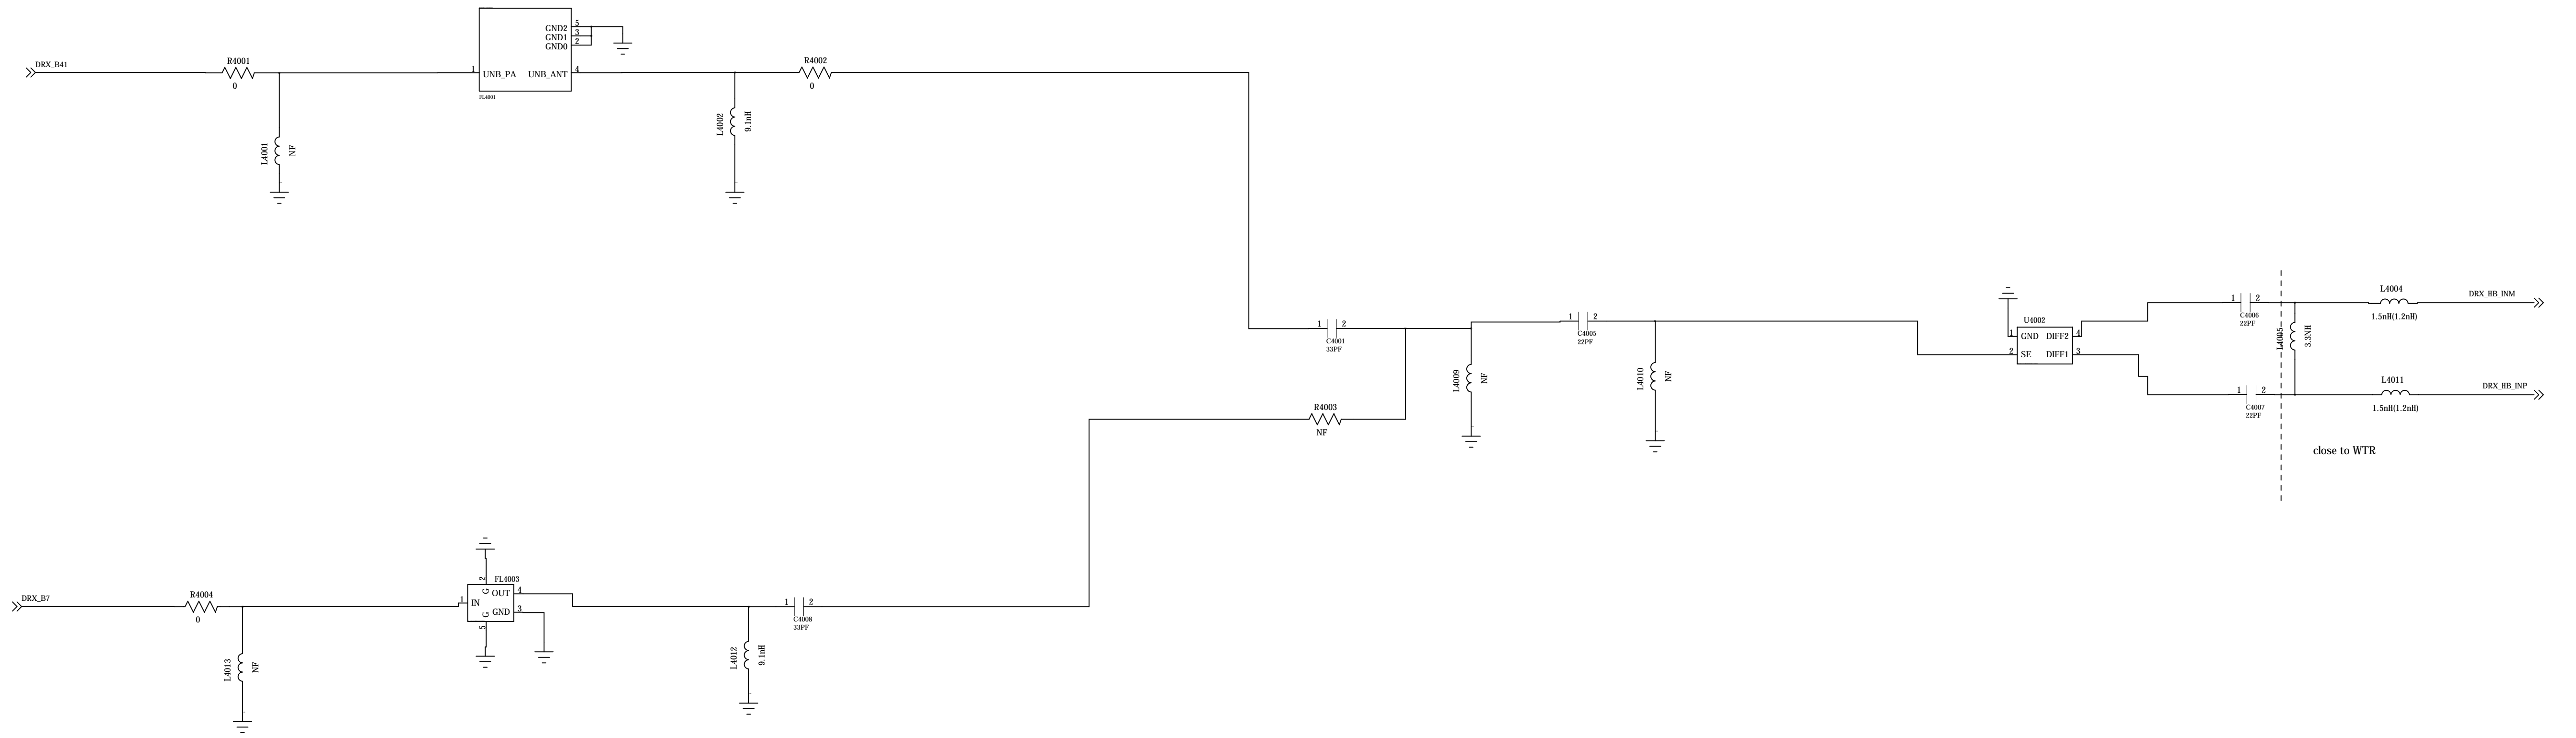 DRX_B41
R4001
0
L4001
NF
GND2
GND1
GND0
5
3
2
1
UNB_PA
UNB_ANT
4
FL4001
L4002
9.1nH
R4002
0
1
2
C4001
33PF
R4003
NF
L4009
NF
1
2
C4005
22PF
L4010
NF
U4002
1
GND
DIFF2
4
2
SE
DIFF1
3
1
2
C4006
22PF
1
2
C4007
22PF
L4005
3.3NH
L4004
1.5nH(1.2nH)
DRX_HB_INM
L4011
1.5nH(1.2nH)
DRX_HB_INP
close to WTR
DRX_B7
R4004
0
L4013
NF
FL4003
2
G
OUT
4
1
IN
GND
3
G
5
L4012
9.1nH
1
2
C4008
33PF